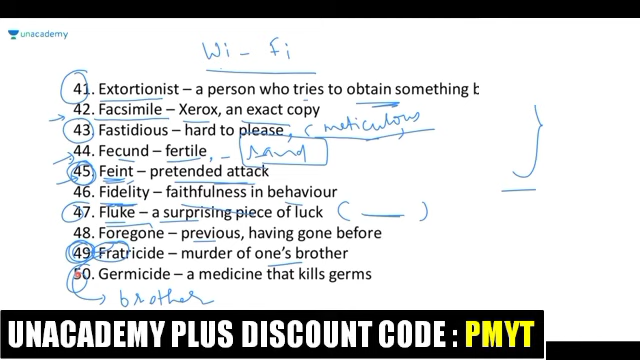 unacademy
Wi - Fi
41. Extortionist – a person who tries to obtain something b
42. Facsimile – Xerox, an exact copy
43. Fastidious – hard to please, (meticulous
44. Fecund – fertile, -
45. Feint – pretended attack
46. Fidelity – faithfulness in behaviour
47. Fluke – a surprising piece of luck ( )
48. Foregone – previous, having gone before
49. Fratricide – murder of one's brother
50. Germicide – a medicine that kills germs
brother
UNACADEMY PLUS DISCOUNT CODE : PMYT